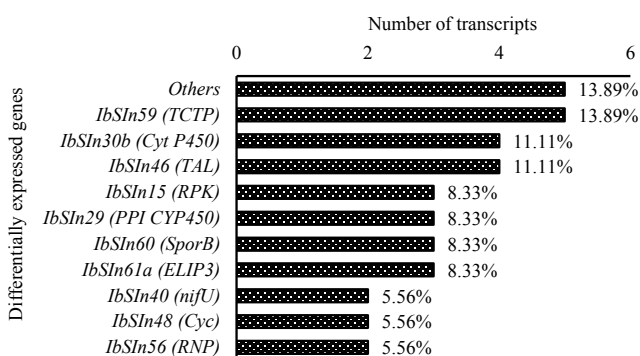 Number of transcripts
0 2 4 6
Differentially expressed genes
Others 13.89%
IbSIn59 (TCTP) 13.89%
IbSIn30b (Cyt P450) 11.11%
IbSIn46 (TAL) 11.11%
IbSIn15 (RPK) 8.33%
IbSIn29 (PPI CYP450) 8.33%
IbSIn60 (SporB) 8.33%
IbSIn61a (ELIP3) 8.33%
IbSIn40 (nifU) 5.56%
IbSIn48 (Cyc) 5.56%
IbSIn56 (RNP) 5.56%